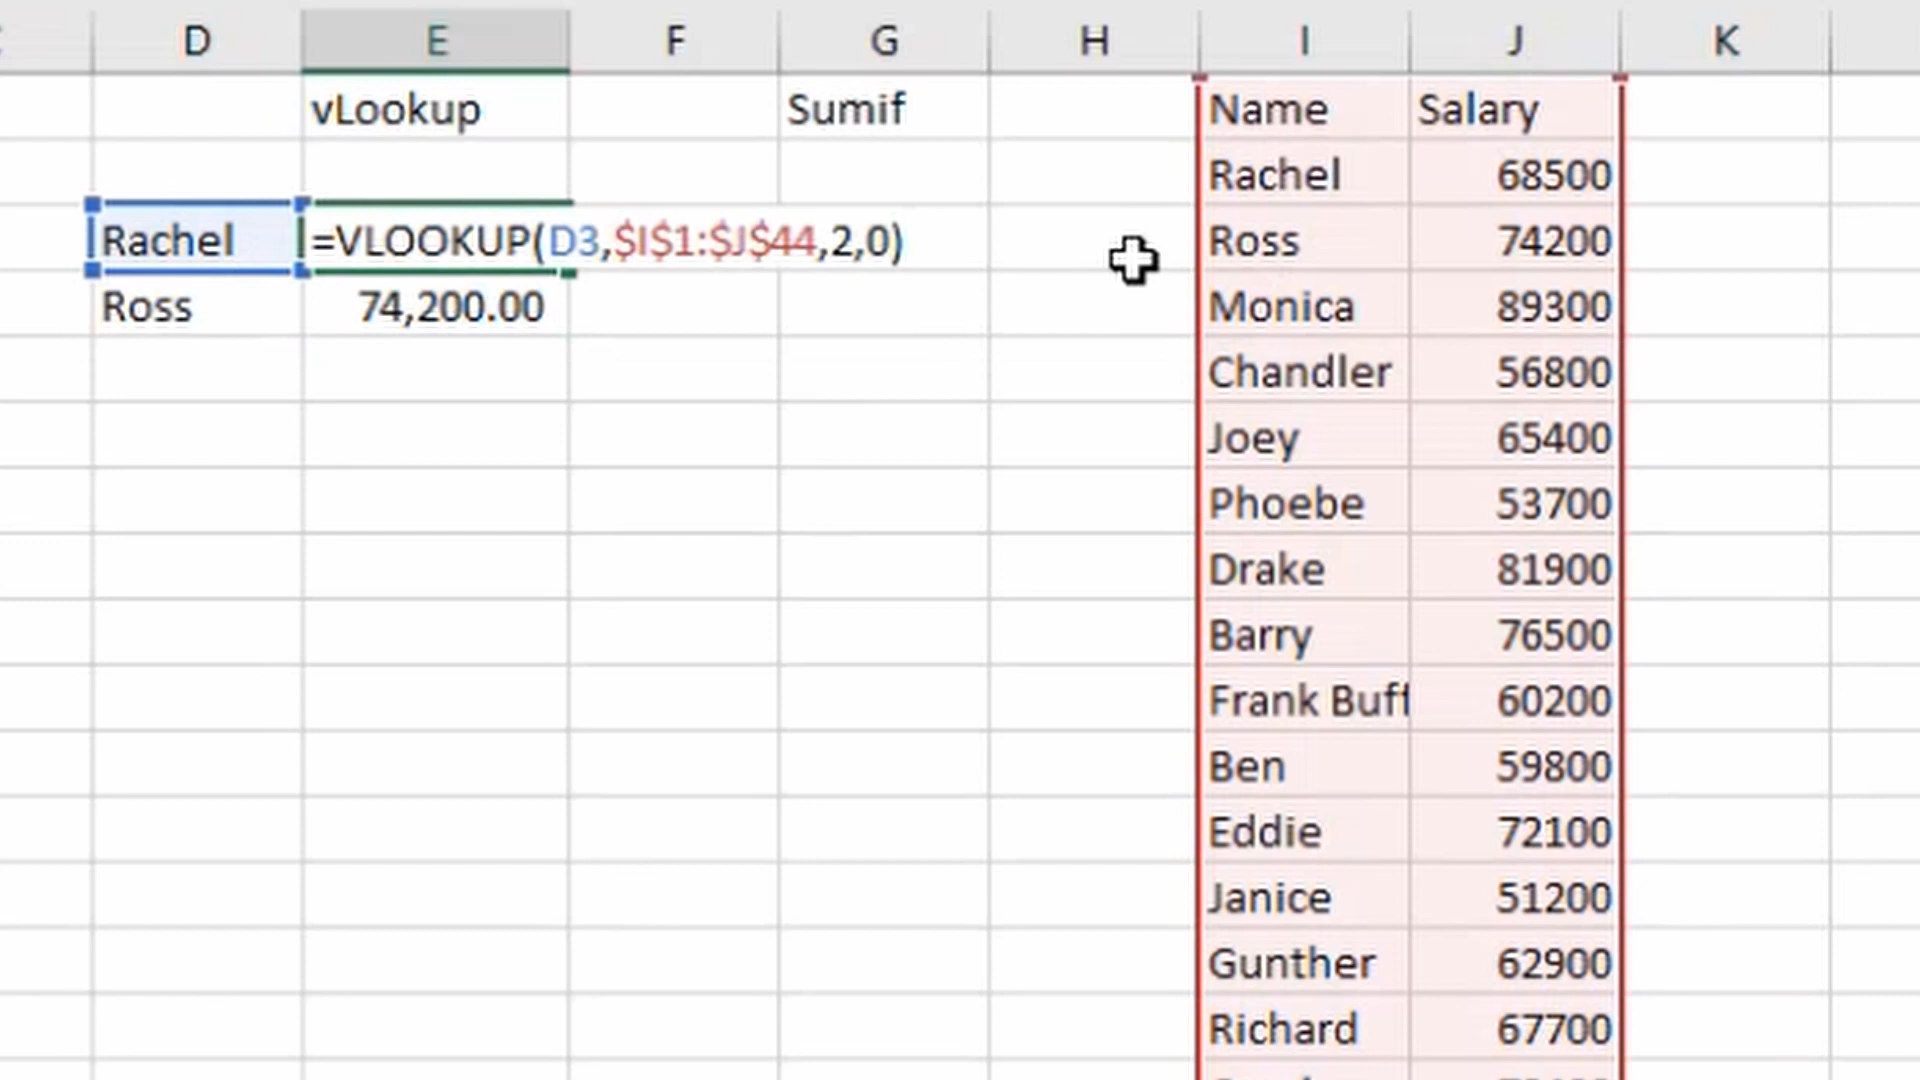 D E F G H I J K
vLookup Sumif Name Salary
Rachel 68500
Rachel =VLOOKUP(D3,$I$1:$J$44,2,0) Ross 74200
Ross 74,200.00 Monica 89300
Chandler 56800
Joey 65400
Phoebe 53700
Drake 81900
Barry 76500
Frank 60200
Ben 59800
Eddie 72100
Janice 51200
Gunther 62900
Richard 67700